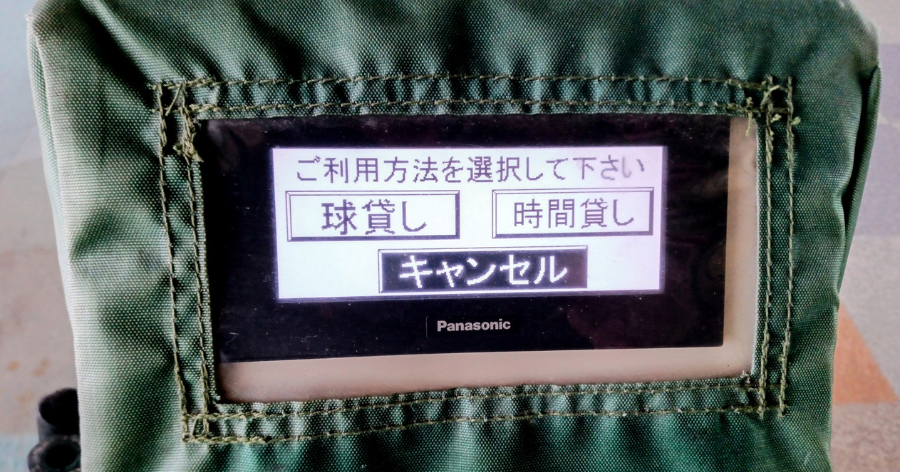 ご利用方法を選択して下さい
球貸し 時間貸し
キャンセル
Panasonic